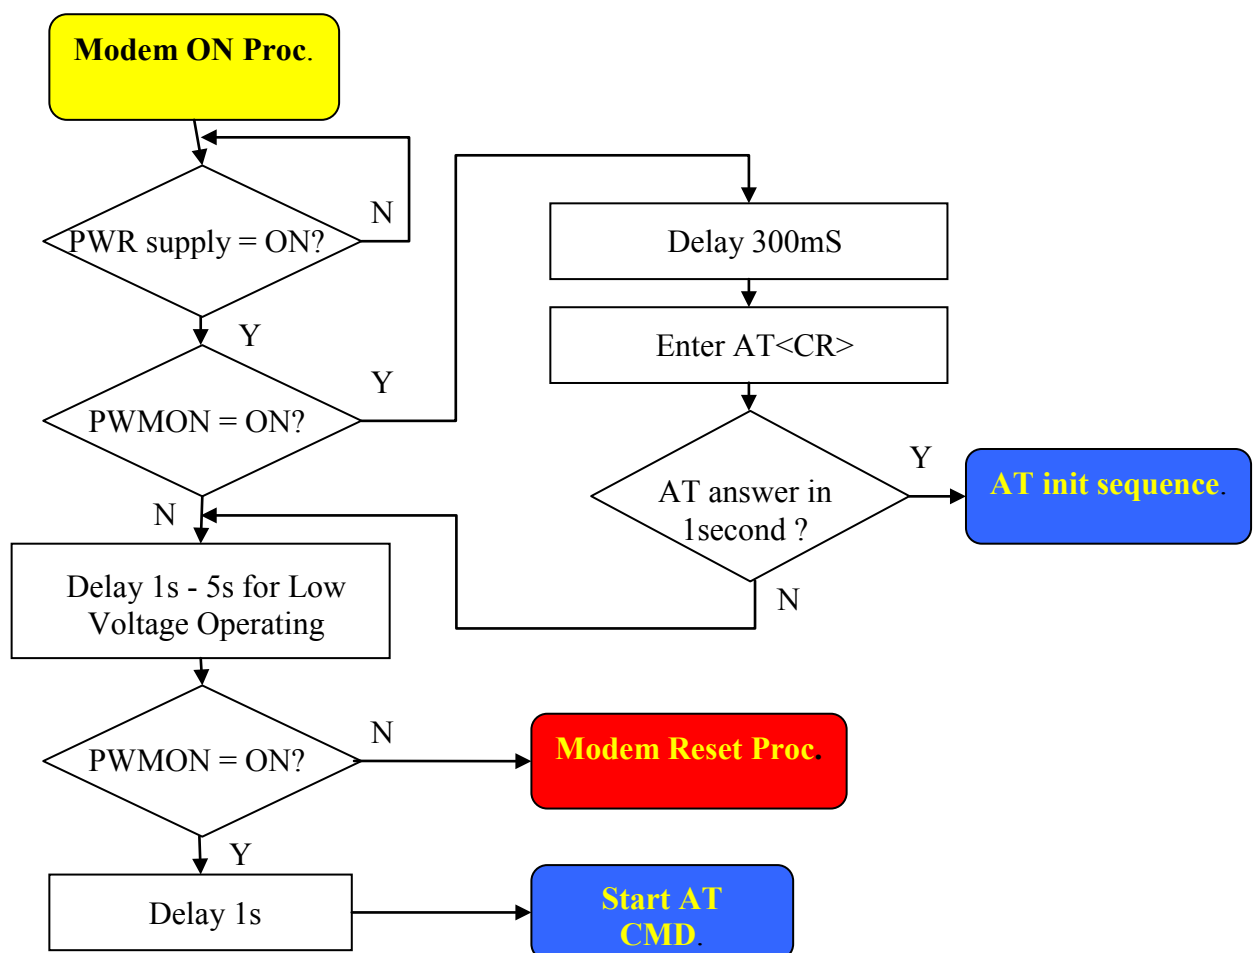 Modem ON Proc.
N
PWR supply = ON?
Y
Y
PWMON = ON?
N
Delay 300mS
Enter AT<CR>
AT answer in
1second ?
Y
AT init sequence.
N
Delay 1s - 5s for Low
Voltage Operating
PWMON = ON?
N
Modem Reset Proc.
Y
Delay 1s
Start AT
CMD.